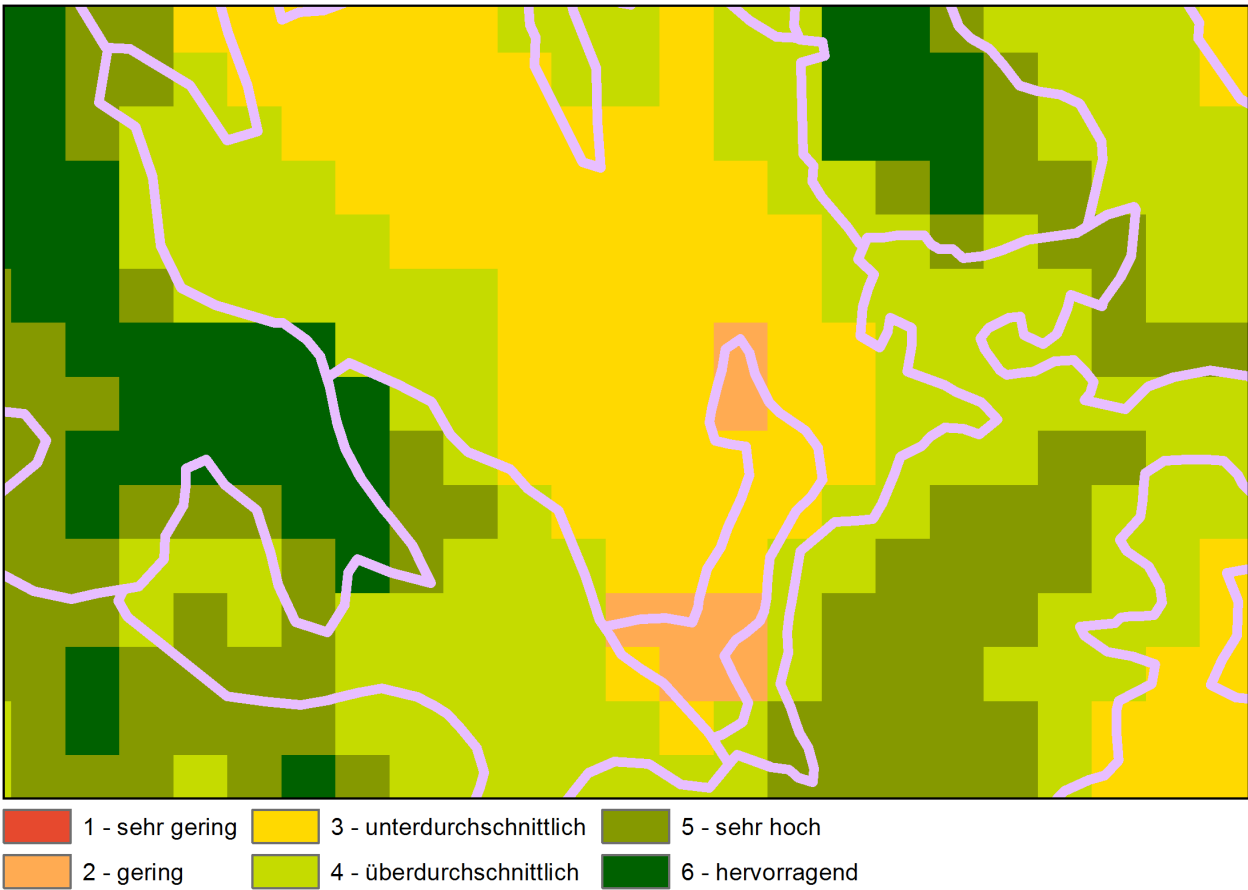 1 - sehr gering
3 - unterdurchschnittlich
5 - sehr hoch
2 - gering
4 - überdurchschnittlich
6 - hervorragend